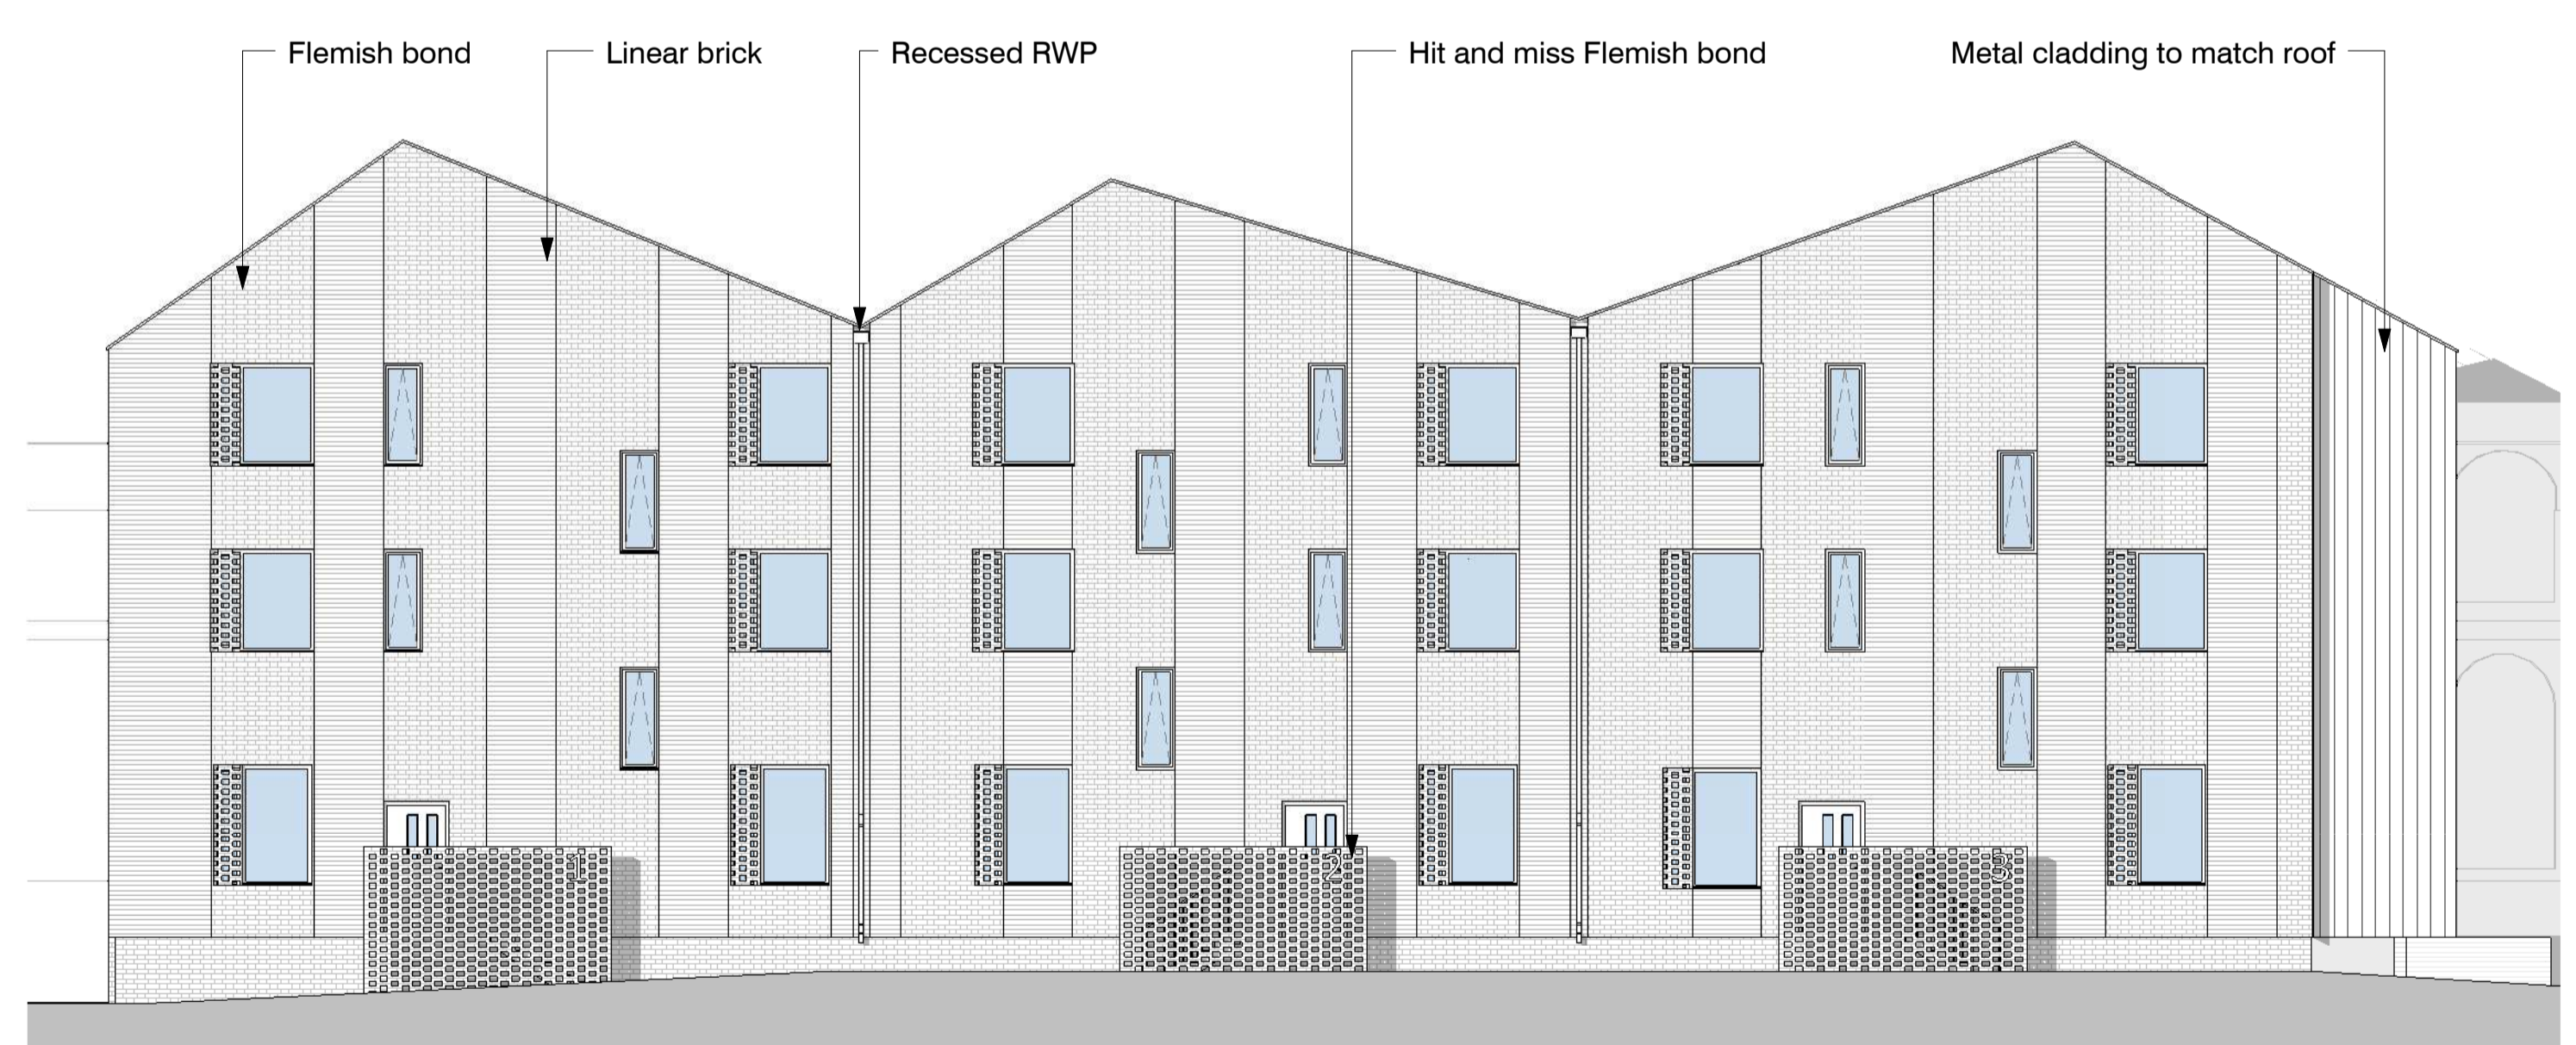 Flemish bond
Linear brick
Recessed RWP
Hit and miss Flemish bond
Metal cladding to match roof
1
2
3